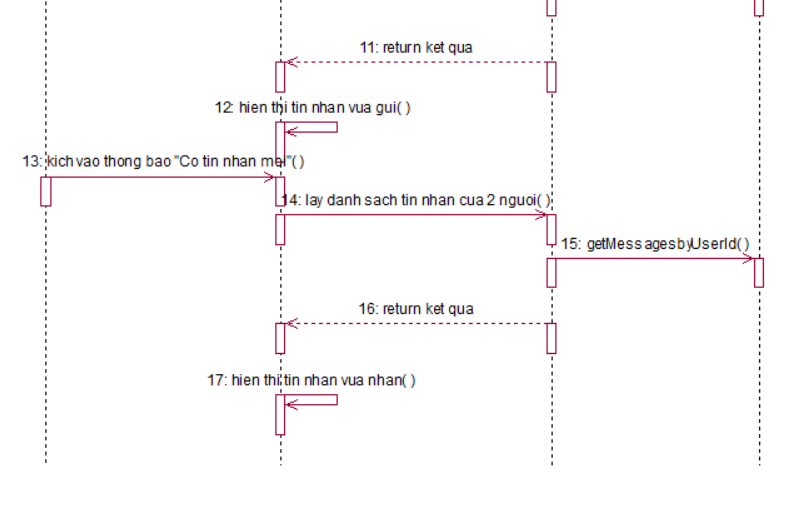 11: return ket qua
12: hien thi tin nhan vua gui( )
13: kich vao thong bao "Co tin nhan moi"( )
14: lay danh sach tin nhan cua 2 nguoi( )
15: getMessagesbyUserId( )
16: return ket qua
17: hien thi tin nhan vua nhan( )